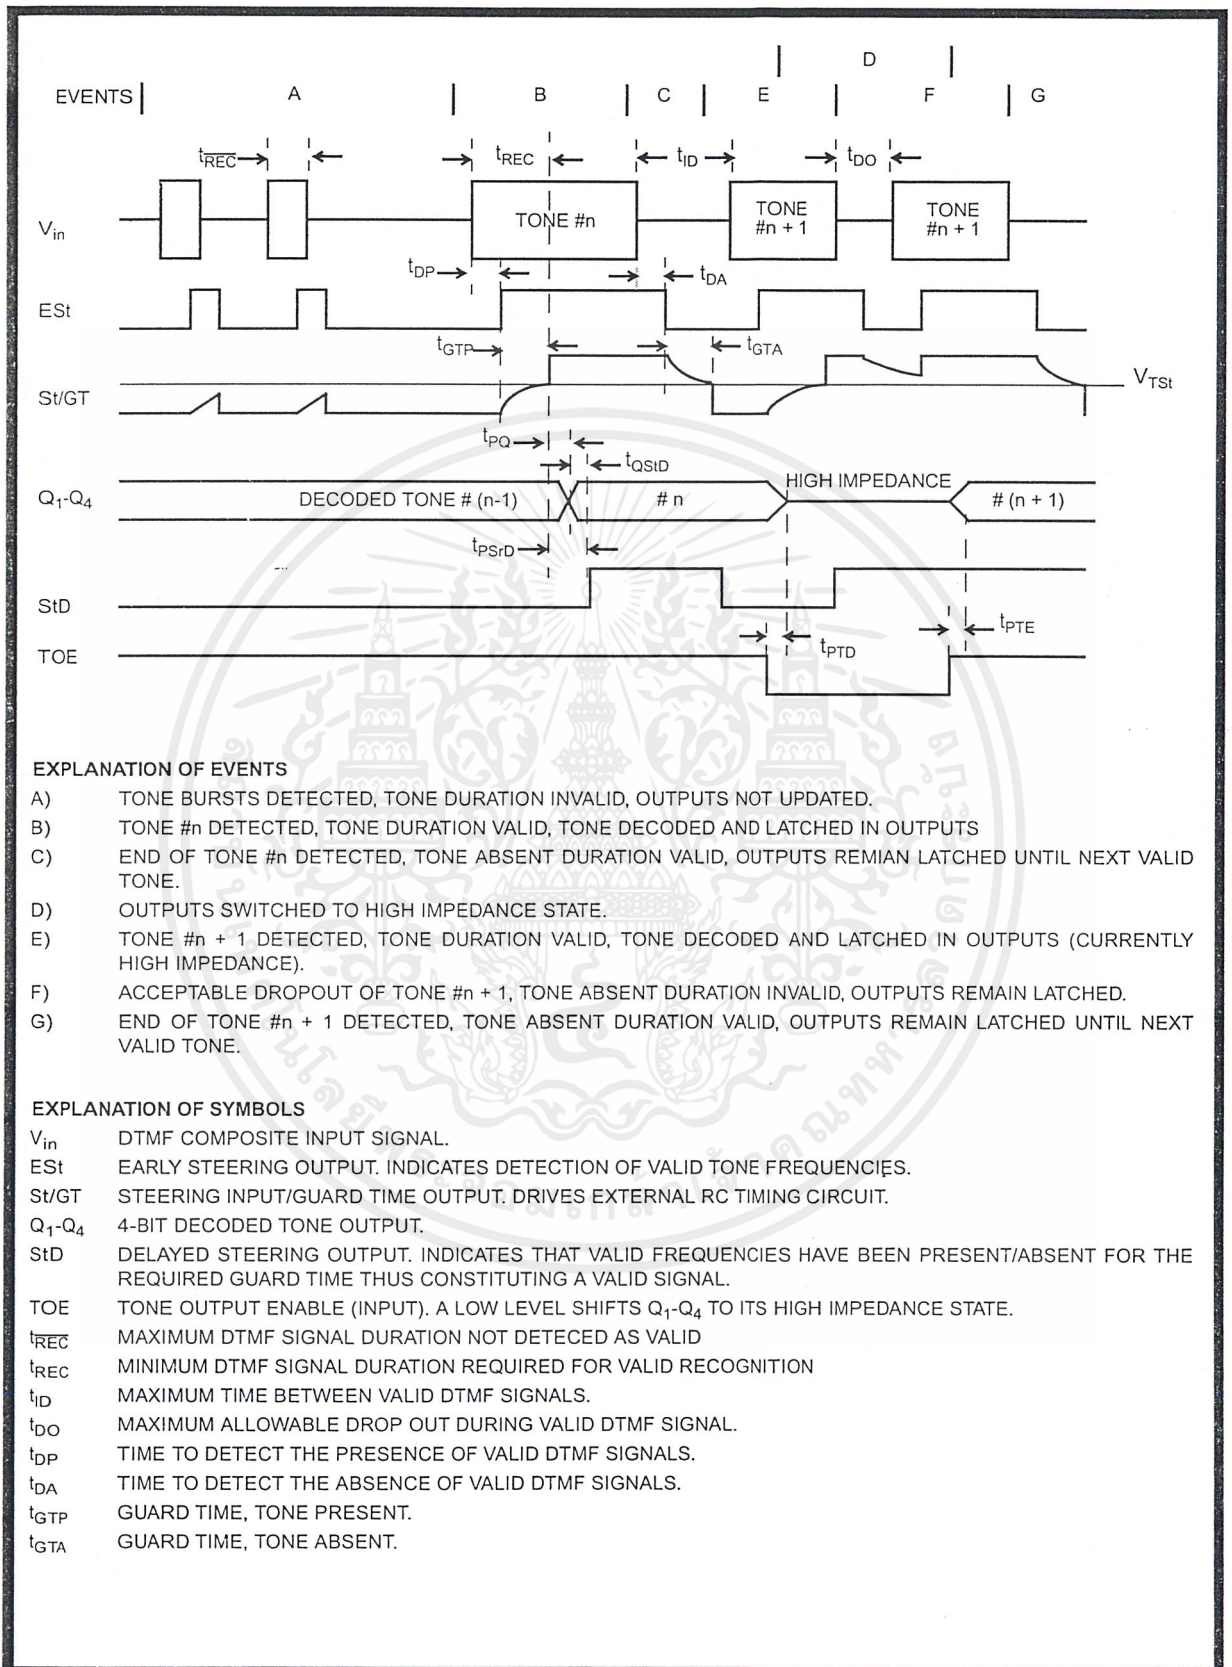 D
EVENTS A B C E F G
tREC tREC tID tDO
Vin TONE #n TONE #n + 1 TONE #n + 1
tDP tDA
ESt
tGTP tGTA
VTSt
St/GT
tPQ
tQStD
HIGH IMPEDANCE
Q1-Q4 DECODED TONE # (n-1) # n # (n + 1)
tPSrD
StD
tPTE
TOE tPTD
EXPLANATION OF EVENTS
A) TONE BURSTS DETECTED, TONE DURATION INVALID, OUTPUTS NOT UPDATED.
B) TONE #n DETECTED, TONE DURATION VALID, TONE DECODED AND LATCHED IN OUTPUTS
C) END OF TONE #n DETECTED, TONE ABSENT DURATION VALID, OUTPUTS REMIAN LATCHED UNTIL NEXT VALID
TONE.
D) OUTPUTS SWITCHED TO HIGH IMPEDANCE STATE.
E) TONE #n + 1 DETECTED, TONE DURATION VALID, TONE DECODED AND LATCHED IN OUTPUTS (CURRENTLY
HIGH IMPEDANCE).
F) ACCEPTABLE DROPOUT OF TONE #n + 1, TONE ABSENT DURATION INVALID, OUTPUTS REMAIN LATCHED.
G) END OF TONE #n + 1 DETECTED, TONE ABSENT DURATION VALID, OUTPUTS REMAIN LATCHED UNTIL NEXT
VALID TONE.
EXPLANATION OF SYMBOLS
Vin DTMF COMPOSITE INPUT SIGNAL.
ESt EARLY STEERING OUTPUT. INDICATES DETECTION OF VALID TONE FREQUENCIES.
St/GT STEERING INPUT/GUARD TIME OUTPUT. DRIVES EXTERNAL RC TIMING CIRCUIT.
Q1-Q4 4-BIT DECODED TONE OUTPUT.
StD DELAYED STEERING OUTPUT. INDICATES THAT VALID FREQUENCIES HAVE BEEN PRESENT/ABSENT FOR THE
REQUIRED GUARD TIME THUS CONSTITUTING A VALID SIGNAL.
TOE TONE OUTPUT ENABLE (INPUT). A LOW LEVEL SHIFTS Q1-Q4 TO ITS HIGH IMPEDANCE STATE.
tREC MAXIMUM DTMF SIGNAL DURATION NOT DETECED AS VALID
tREC MINIMUM DTMF SIGNAL DURATION REQUIRED FOR VALID RECOGNITION
tID MAXIMUM TIME BETWEEN VALID DTMF SIGNALS.
tDO MAXIMUM ALLOWABLE DROP OUT DURING VALID DTMF SIGNAL.
tDP TIME TO DETECT THE PRESENCE OF VALID DTMF SIGNALS.
tDA TIME TO DETECT THE ABSENCE OF VALID DTMF SIGNALS.
tGTP GUARD TIME, TONE PRESENT.
tGTA GUARD TIME, TONE ABSENT.